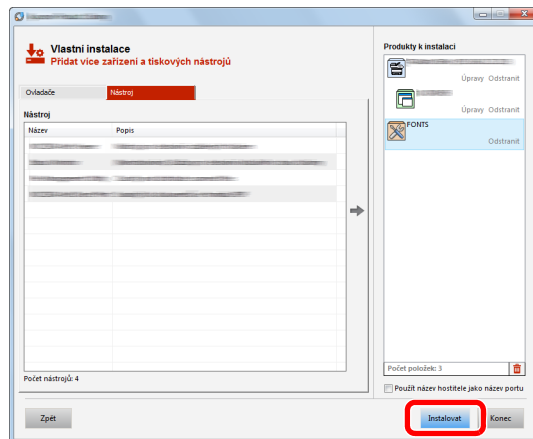 Vlastní instalace
Přidat více zařízení a tiskových nástrojů
Ovladače
Nástroj
Nástroj
Název
Popis
Počet nástrojů: 4
Zpět
Produkty k instalaci
Úpravy Odstranit
Úpravy Odstranit
FONTS
Odstranit
Počet položek: 3
Použít název hostitele jako název portu
Instalovat
Konec